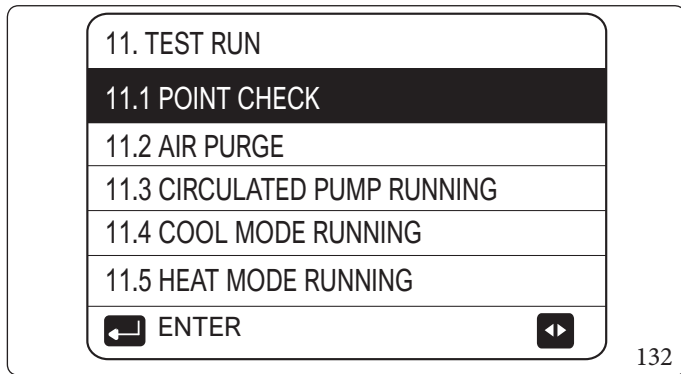 11. TEST RUN
11.1 POINT CHECK
11.2 AIR PURGE
11.3 CIRCULATED PUMP RUNNING
11.4 COOL MODE RUNNING
11.5 HEAT MODE RUNNING
ENTER
132